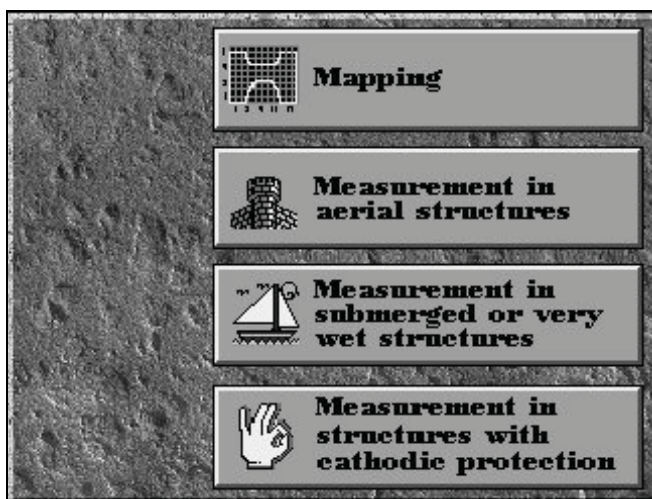 Mapping
Measurement in
aerial structures
Measurement in
submerged or very
wet structures
Measurement in
structures with
cathodic protection